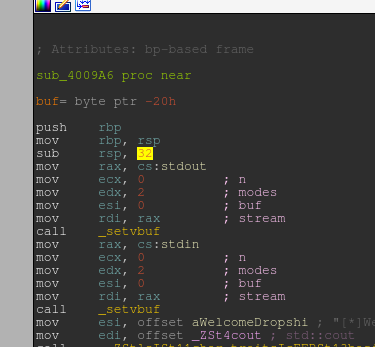 ; Attributes: bp-based frame
sub_4009A6 proc near
buf= byte ptr -20h
push rbp
mov rbp, rsp
sub rsp, 32
mov rax, cs:stdout
mov ecx, 0 ; n
mov edx, 2 ; modes
mov esi, 0 ; buf
mov rdi, rax ; stream
call _setvbuf
mov rax, cs:stdin
mov ecx, 0 ; n
mov edx, 2 ; modes
mov esi, 0 ; buf
mov rdi, rax ; stream
call _setvbuf
mov esi, offset aWelcomeDropshi ; "[*]We
mov edi, offset _ZSt4cout ; std::cout